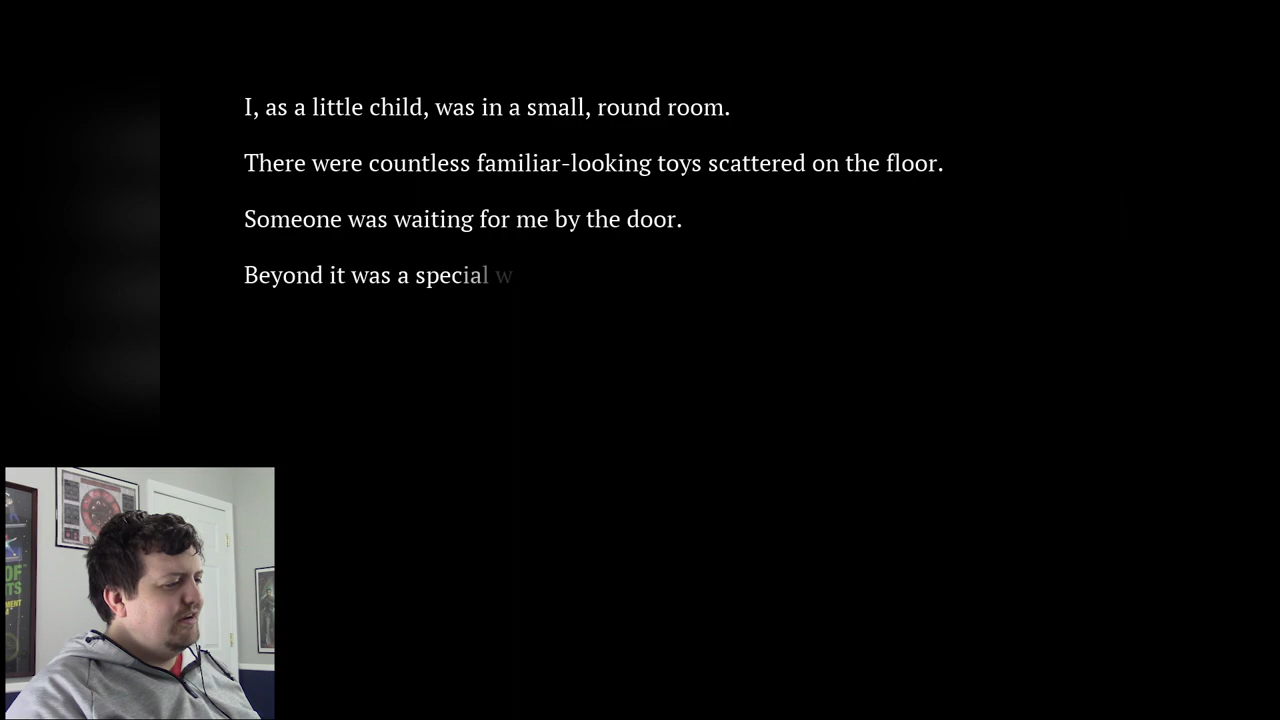 I, as a little child, was in a small, round room.
There were countless familiar-looking toys scattered on the floor.
Someone was waiting for me by the door.
Beyond it was a special w
OF